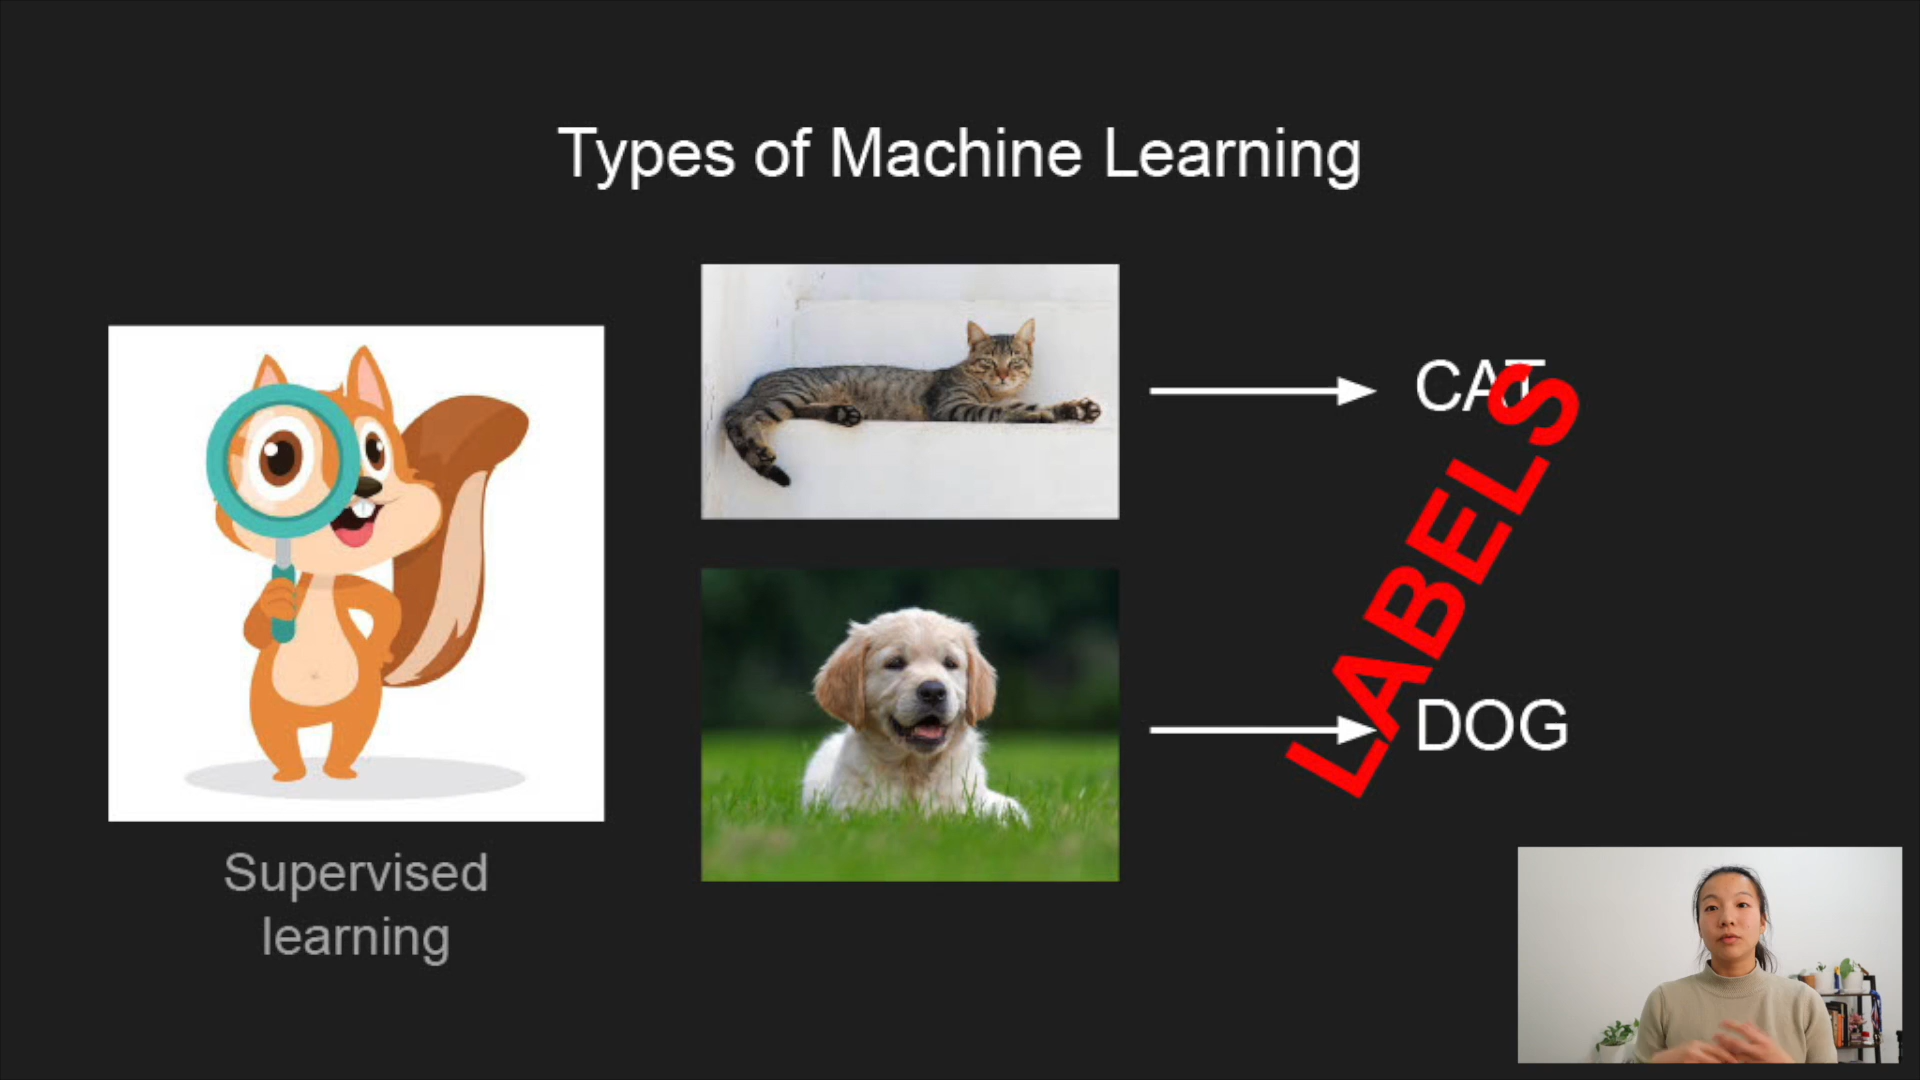 Types of Machine Learning
CAT
LABELS
DOG
Supervised
learning